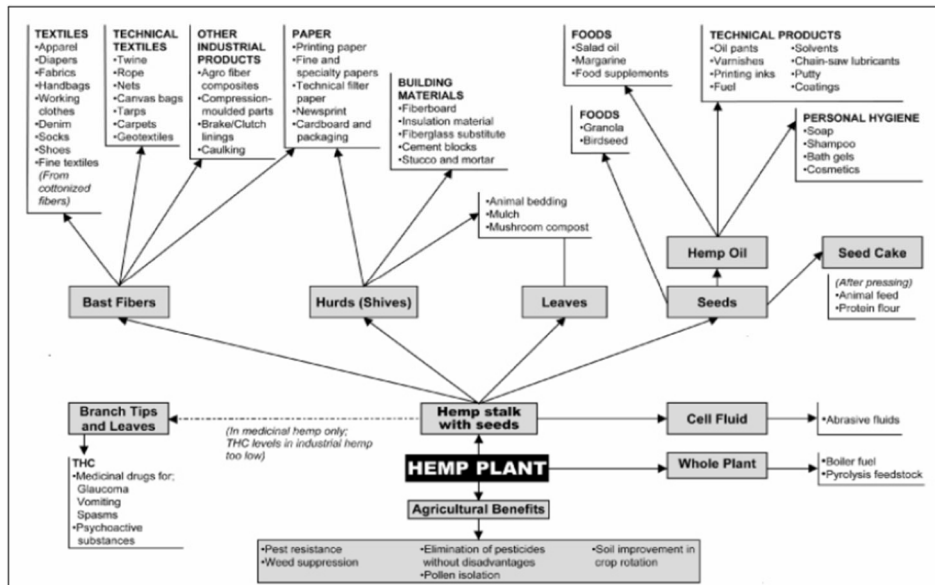 TEXTILES
•Apparel
•Diapers
•Fabrics
•Handbags
•Working
clothes
•Denim
•Socks
•Shoes
•Fine textiles
(From
cottonized
fibers)
TECHNICAL
TEXTILES
•Twine
•Rope
•Nets
•Canvas bags
•Tarps
•Carpets
•Geotextiles
OTHER
INDUSTRIAL
PRODUCTS
•Agro fiber
composites
•Compression-
moulded parts
•Brake/Clutch
linings
•Caulking
PAPER
•Printing paper
•Fine and
specialty papers
•Technical filter
paper
•Newsprint
•Cardboard and
packaging
BUILDING
MATERIALS
•Fiberboard
•Insulation material
•Fiberglass substitute
•Cement blocks
•Stucco and mortar
•Animal bedding
•Mulch
•Mushroom compost
FOODS
•Salad oil
•Margarine
•Food supplements
FOODS
•Granola
•Birdseed
TECHNICAL PRODUCTS
•Oil pants
•Varnishes
•Printing inks
•Fuel
•Solvents
•Chain-saw lubricants
•Putty
•Coatings
PERSONAL HYGIENE
•Soap
•Shampoo
•Bath gels
•Cosmetics
Hemp Oil
Seed Cake
(After pressing)
•Animal feed
•Protein flour
Bast Fibers
Hurds (Shives)
Leaves
Seeds
Branch Tips
and Leaves
(In medicinal hemp only;
THC levels in industrial hemp
too low)
Hemp stalk
with seeds
Cell Fluid
•Abrasive fluids
HEMP PLANT
Whole Plant
•Boiler fuel
•Pyrolysis feedstock
THC
•Medicinal drugs for;
Glaucoma
Vomiting
Spasms
•Psychoactive
substances
Agricultural Benefits
•Pest resistance
•Weed suppression
•Elimination of pesticides
without disadvantages
•Pollen isolation
•Soil improvement in
crop rotation